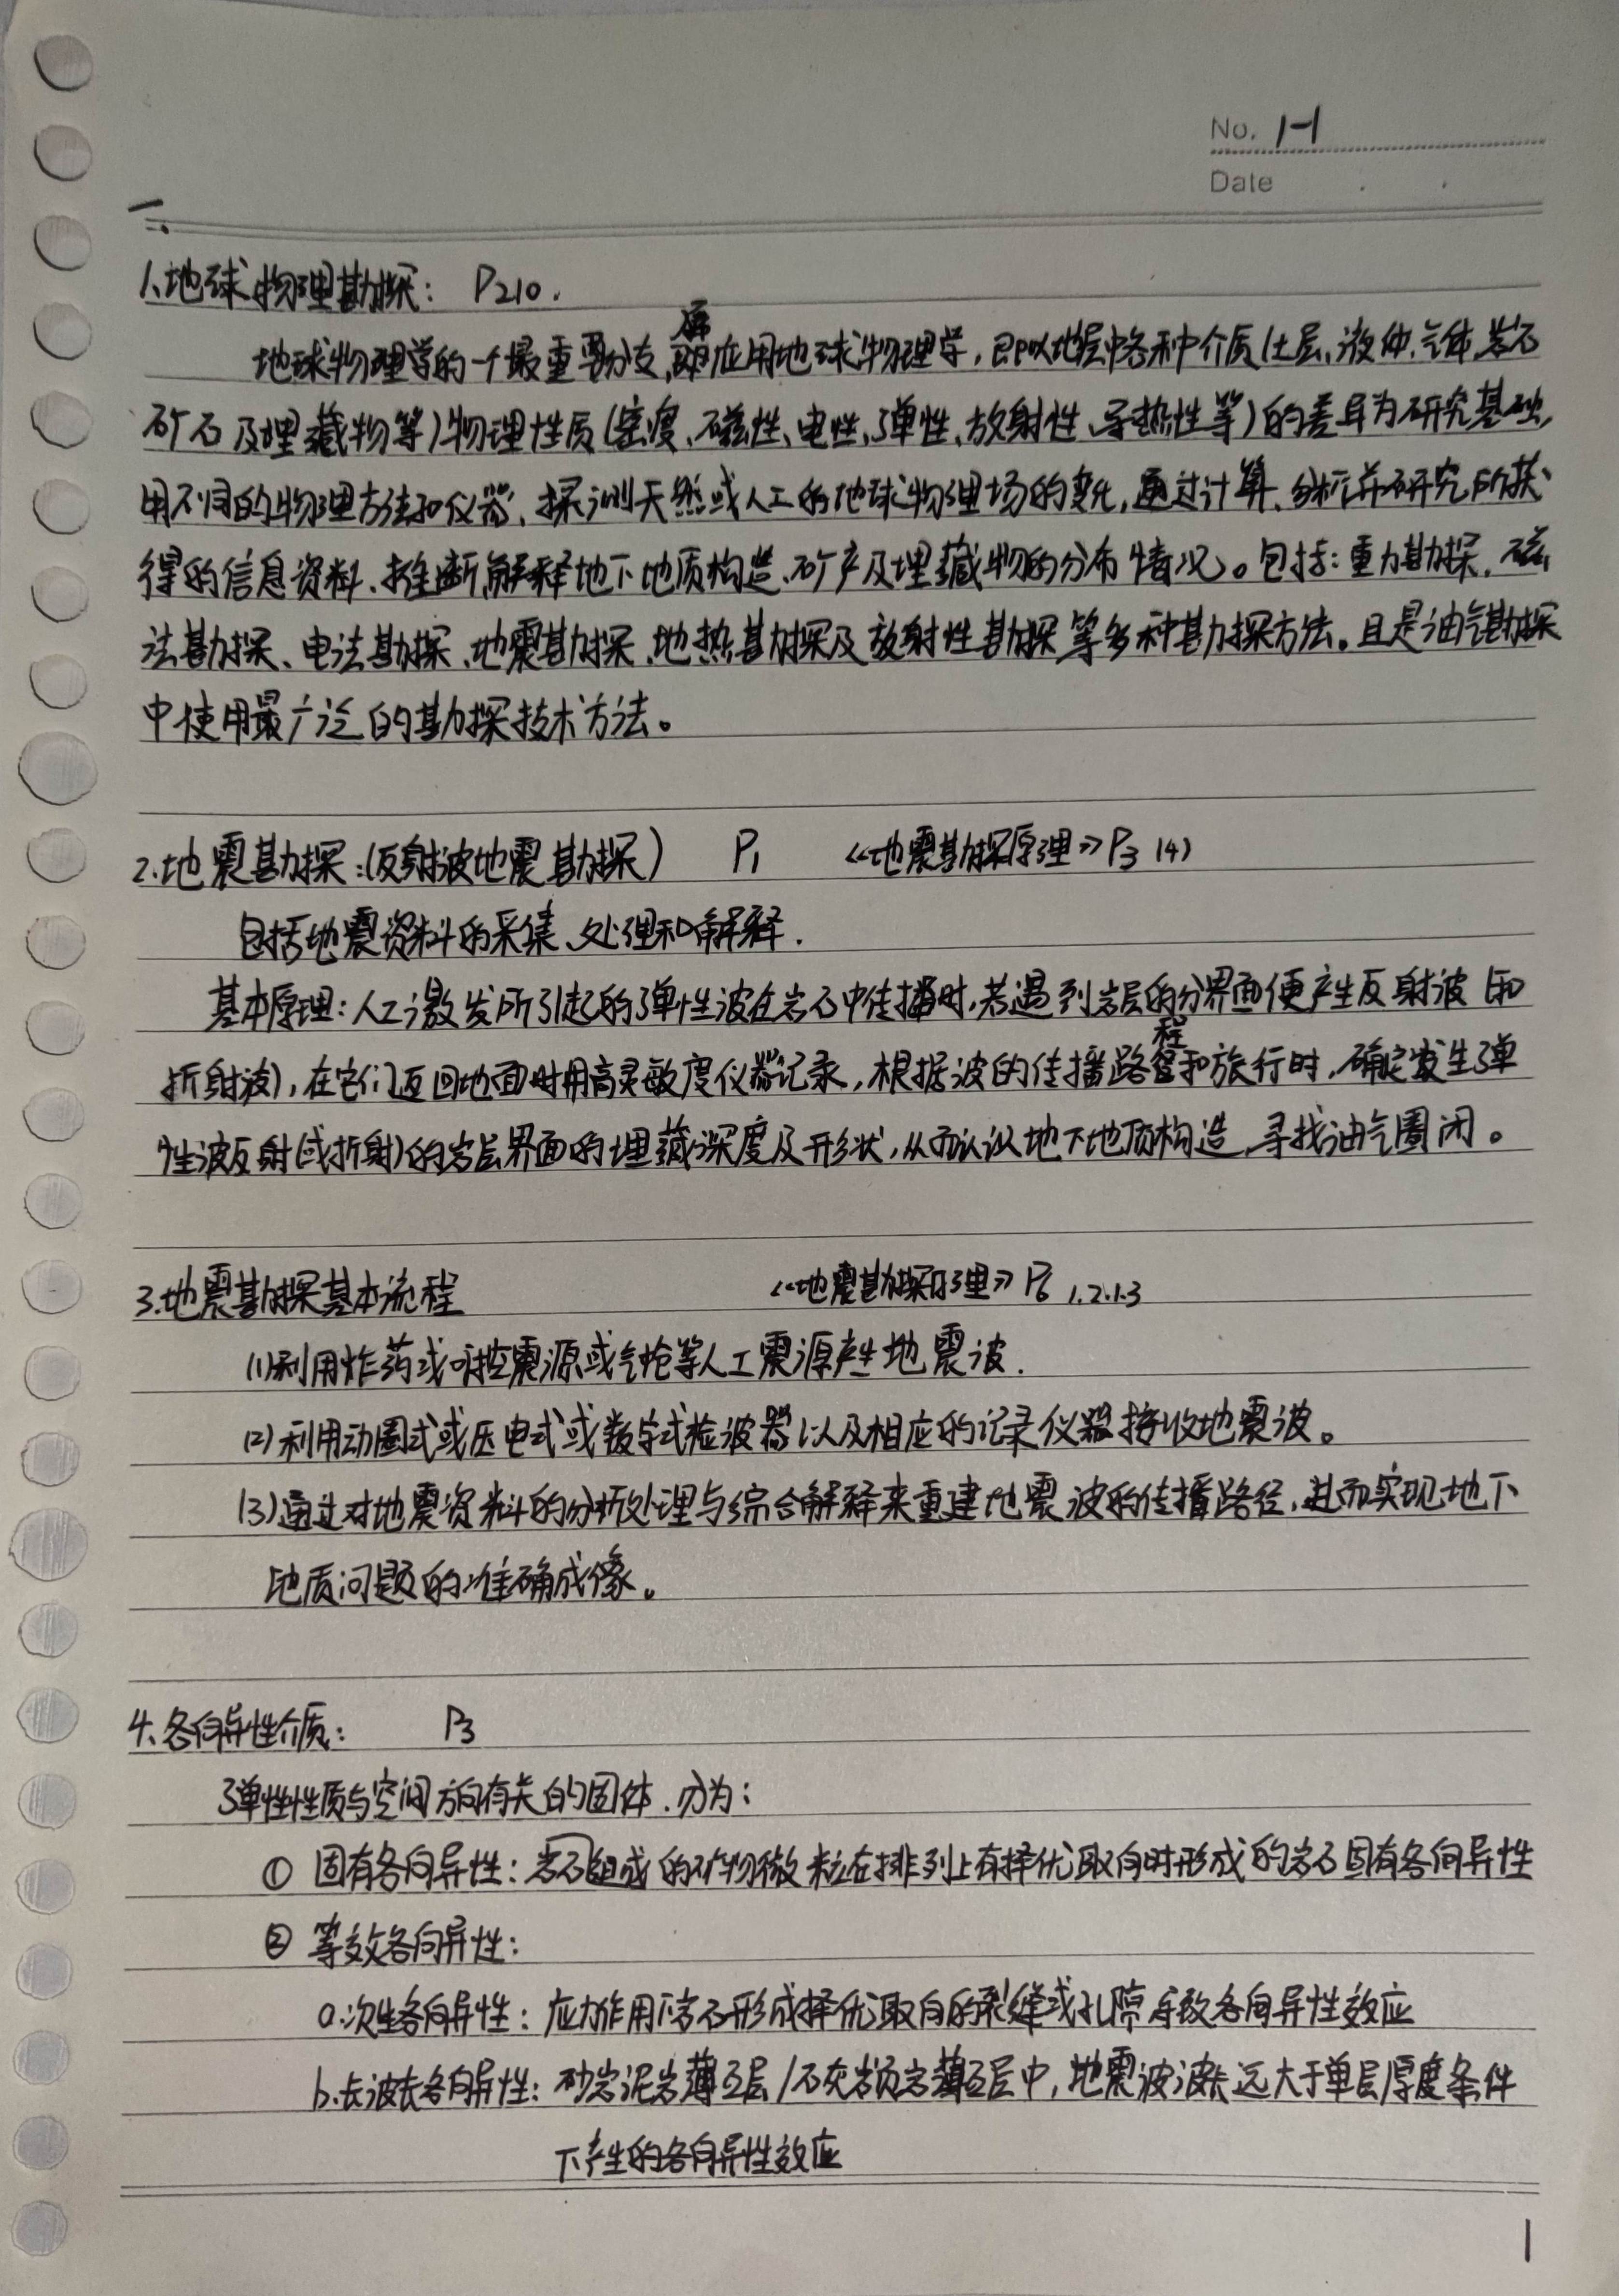 No. 1-1
Date
一.
1.地球物理勘探: P210.
地球物理学的一个最重要分支,属应用地球物理学,即以地层中各种介质(土层、液体、气体、岩石
矿石及埋藏物等)物理性质(密度、磁性、电性、弹性、放射性、导热性等)的差异为研究基础,
用不同的物理方法和仪器,探测天然或人工的地球物理场的变化,通过计算、分析并研究所获
得的信息资料、推断解释地下地质构造、矿产及埋藏物的分布情况。包括:重力勘探、磁
法勘探、电法勘探、地震勘探、地热勘探及放射性勘探等多种勘探方法。且是油气勘探
中使用最广泛的勘探技术方法。
2.地震勘探:(反射波地震勘探) P1 《地震勘探原理》P3 (4)
包括地震资料的采集、处理和解释.
基本原理:人工激发所引起的弹性波在岩石中传播时,若遇到岩层的分界面便产生反射波(和
折射波),在它们返回地面时用高灵敏度仪器记录,根据波的传播路程和旅行时,确定发生弹
性波反射(或折射)的岩层界面的埋藏深度及形状,从而认识地下地质构造,寻找油气圈闭。
3.地震勘探基本流程 《地震勘探原理》P6 1.2.1.3
(1)利用炸药或可控震源或气枪等人工震源产生地震波.
(2)利用动圈式或压电式或数字式检波器以及相应的记录仪器接收地震波。
(3)通过对地震资料的分析处理与综合解释来重建地震波的传播路径,进而实现地下
地质问题的准确成像。
4.各向异性介质: P3
弹性性质与空间方向有关的固体.分为:
① 固有各向异性:岩石组成的矿物微粒在排列上有择优取向时形成的岩石固有各向异性
② 等效各向异性:
a.次生各向异性:应力作用下岩石形成择优取向的裂缝或孔隙导致各向异性效应
b.长波长各向异性:砂岩泥岩薄互层/石灰岩页岩薄互层中,地震波波长远大于单层厚度条件
下产生的各向异性效应
1